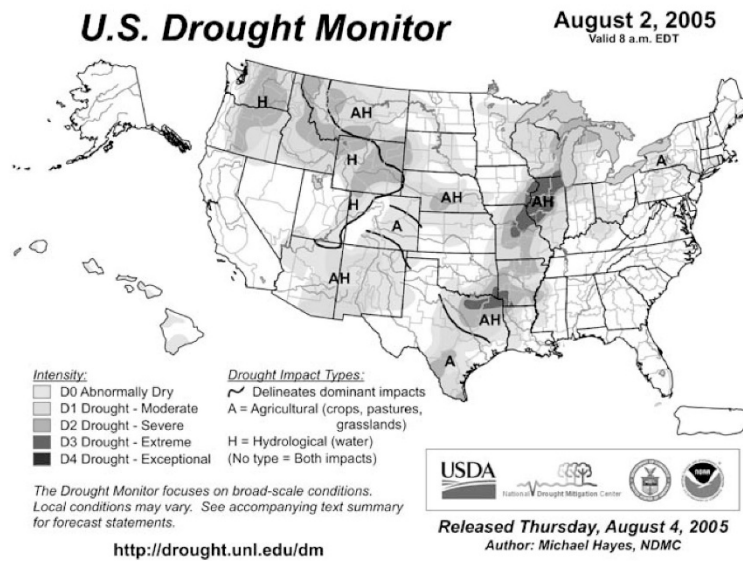 U.S. Drought Monitor
August 2, 2005
Valid 8 a.m. EDT
H
AH
H
H
A
AH
AH
A
AH
AH
A
Intensity:
D0 Abnormally Dry
D1 Drought - Moderate
D2 Drought - Severe
D3 Drought - Extreme
D4 Drought - Exceptional
Drought Impact Types:
Delineates dominant impacts
A = Agricultural (crops, pastures,
grasslands)
H = Hydrological (water)
(No type = Both impacts)
The Drought Monitor focuses on broad-scale conditions.
Local conditions may vary. See accompanying text summary
for forecast statements.
http://drought.unl.edu/dm
USDA
National Drought Mitigation Center
NOAA
Released Thursday, August 4, 2005
Author: Michael Hayes, NDMC